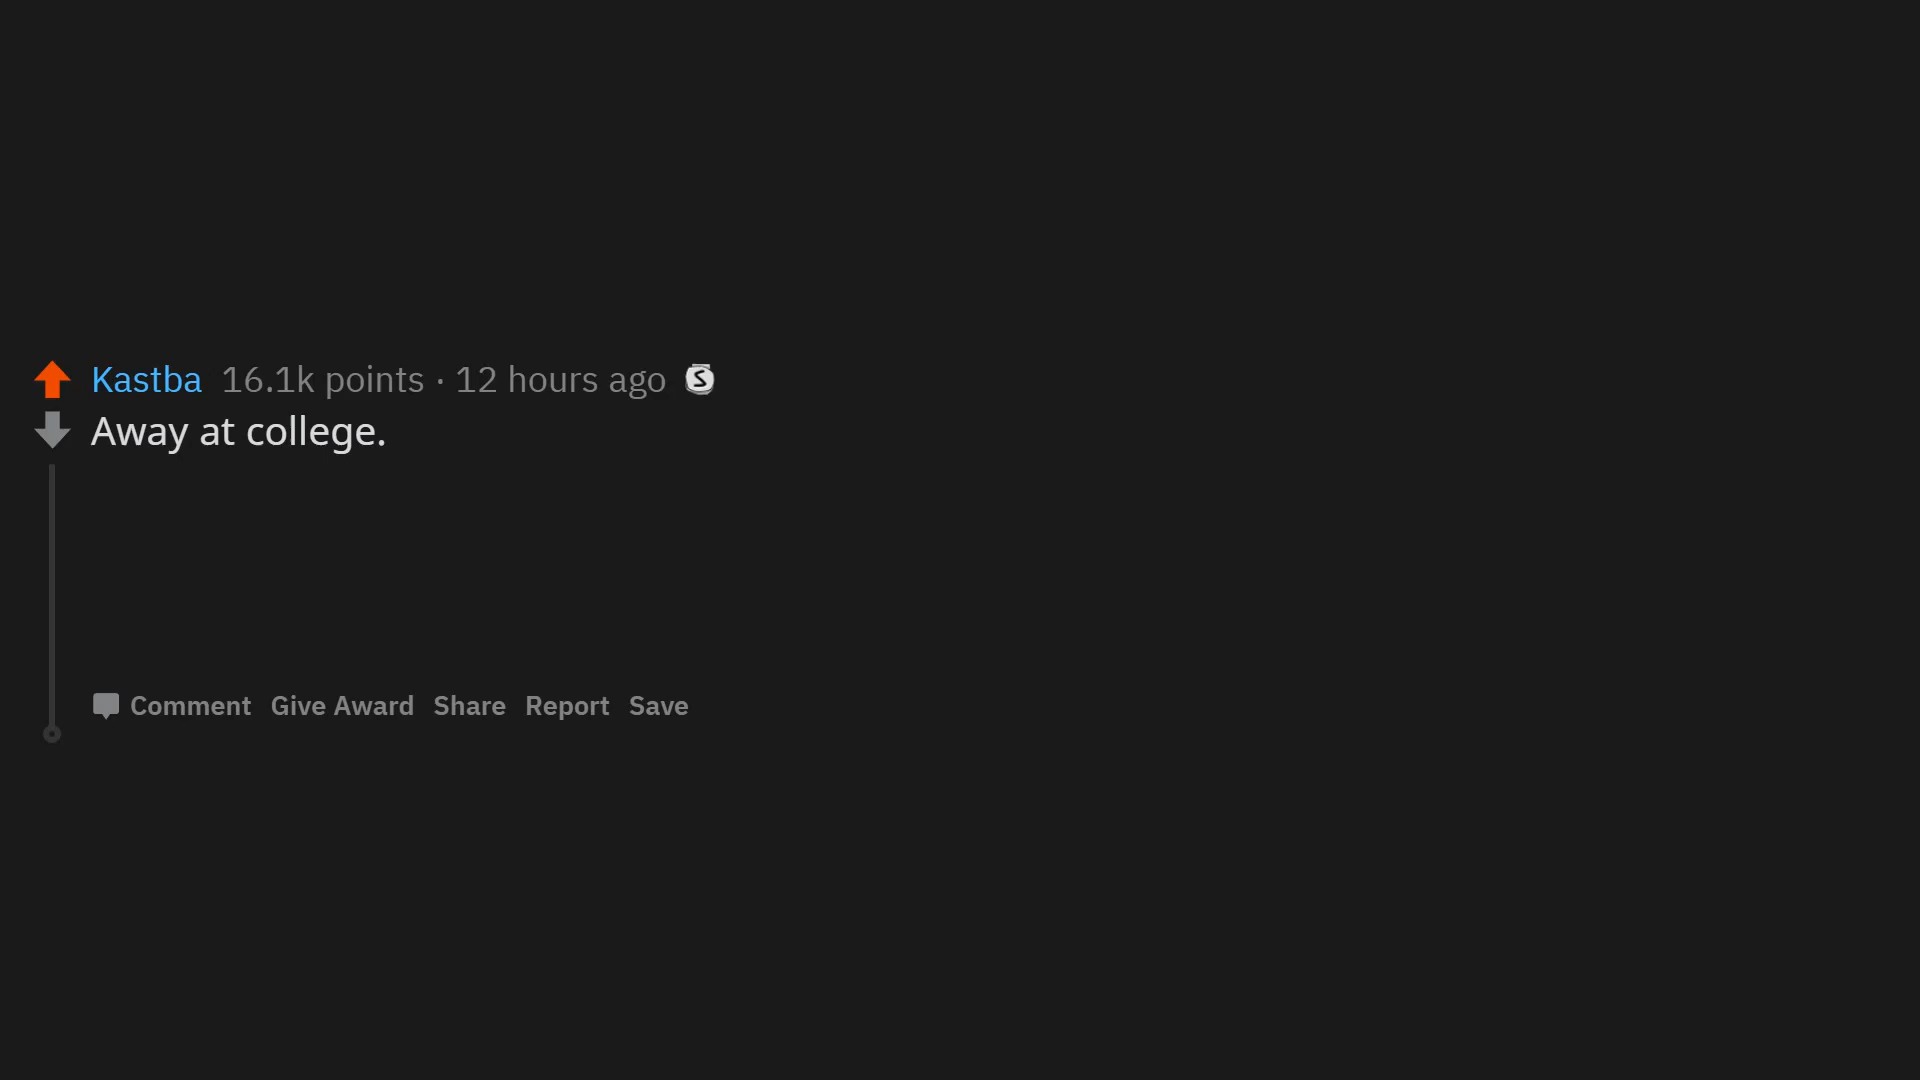 Kastba 16.1k points · 12 hours ago S
Away at college.
Comment Give Award Share Report Save